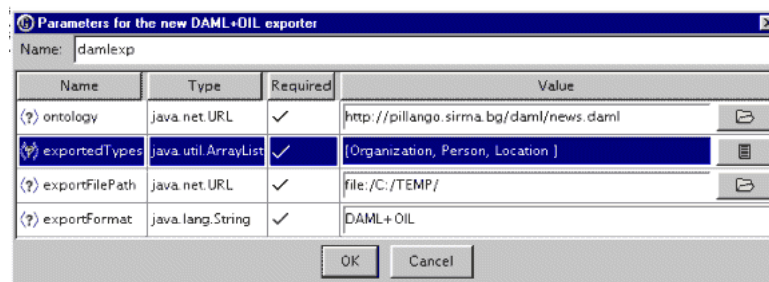 Parameters for the new DAML+OIL exporter
Name: damlexp
Name Type Required Value
ontology java.net.URL http://pillango.sirma.bg/daml/news.daml
exportedTypes java.util.ArrayList [Organization, Person, Location ]
exportFilePath java.net.URL file:/C:/TEMP/
exportFormat java.lang.String DAML+OIL
OK Cancel